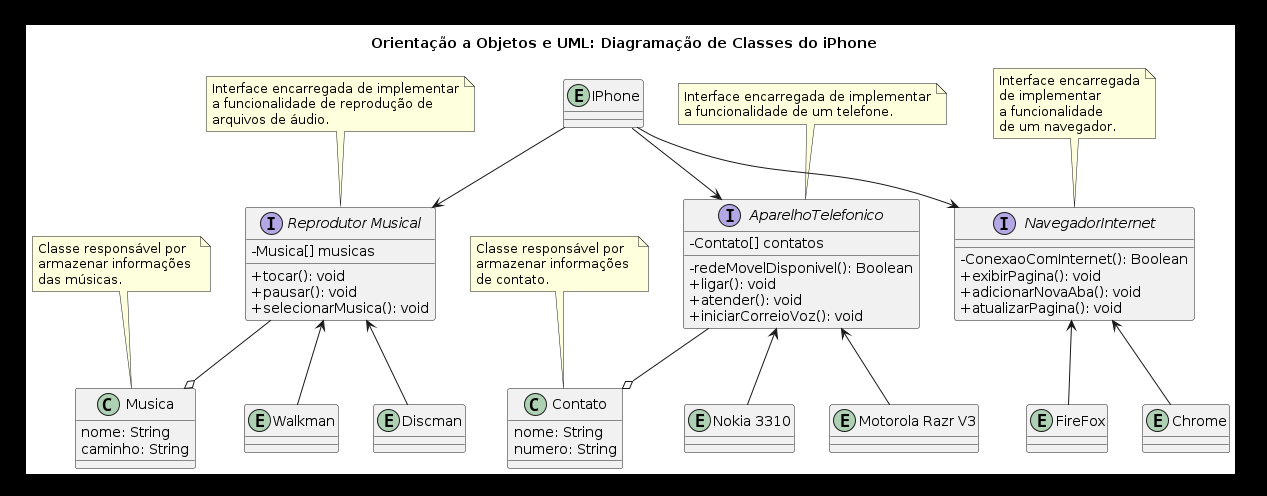 Orientação a Objetos e UML: Diagramação de Classes do iPhone
Interface encarregada de implementar
a funcionalidade de reprodução de
arquivos de áudio.
E IPhone
Interface encarregada de implementar
a funcionalidade de um telefone.
Interface encarregada
de implementar
a funcionalidade
de um navegador.
Classe responsável por
armazenar informações
das músicas.
I Reprodutor Musical
-Musica[] musicas
+tocar(): void
+pausar(): void
+selecionarMusica(): void
Classe responsável por
armazenar informações
de contato.
I AparelhoTelefonico
-Contato[] contatos
-redeMovelDisponivel(): Boolean
+ligar(): void
+atender(): void
+iniciarCorreioVoz(): void
I NavegadorInternet
-ConexaoComInternet(): Boolean
+exibirPagina(): void
+adicionarNovaAba(): void
+atualizarPagina(): void
C Musica
nome: String
caminho: String
E Walkman
E Discman
C Contato
nome: String
numero: String
E Nokia 3310
E Motorola Razr V3
E FireFox
E Chrome